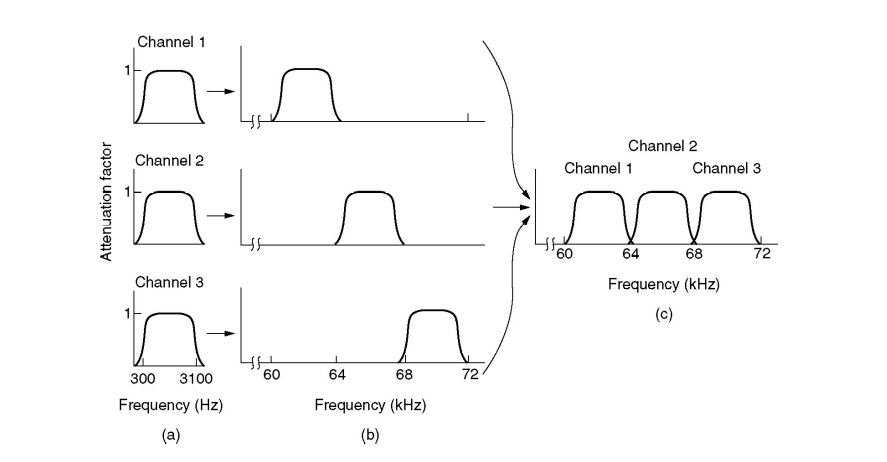 Channel 1
1
Channel 2
1
Attenuation factor
Channel 3
1
300 3100
Frequency (Hz)
(a)
60 64 68 72
Frequency (kHz)
(b)
Channel 2
Channel 1 Channel 3
60 64 68 72
Frequency (kHz)
(c)